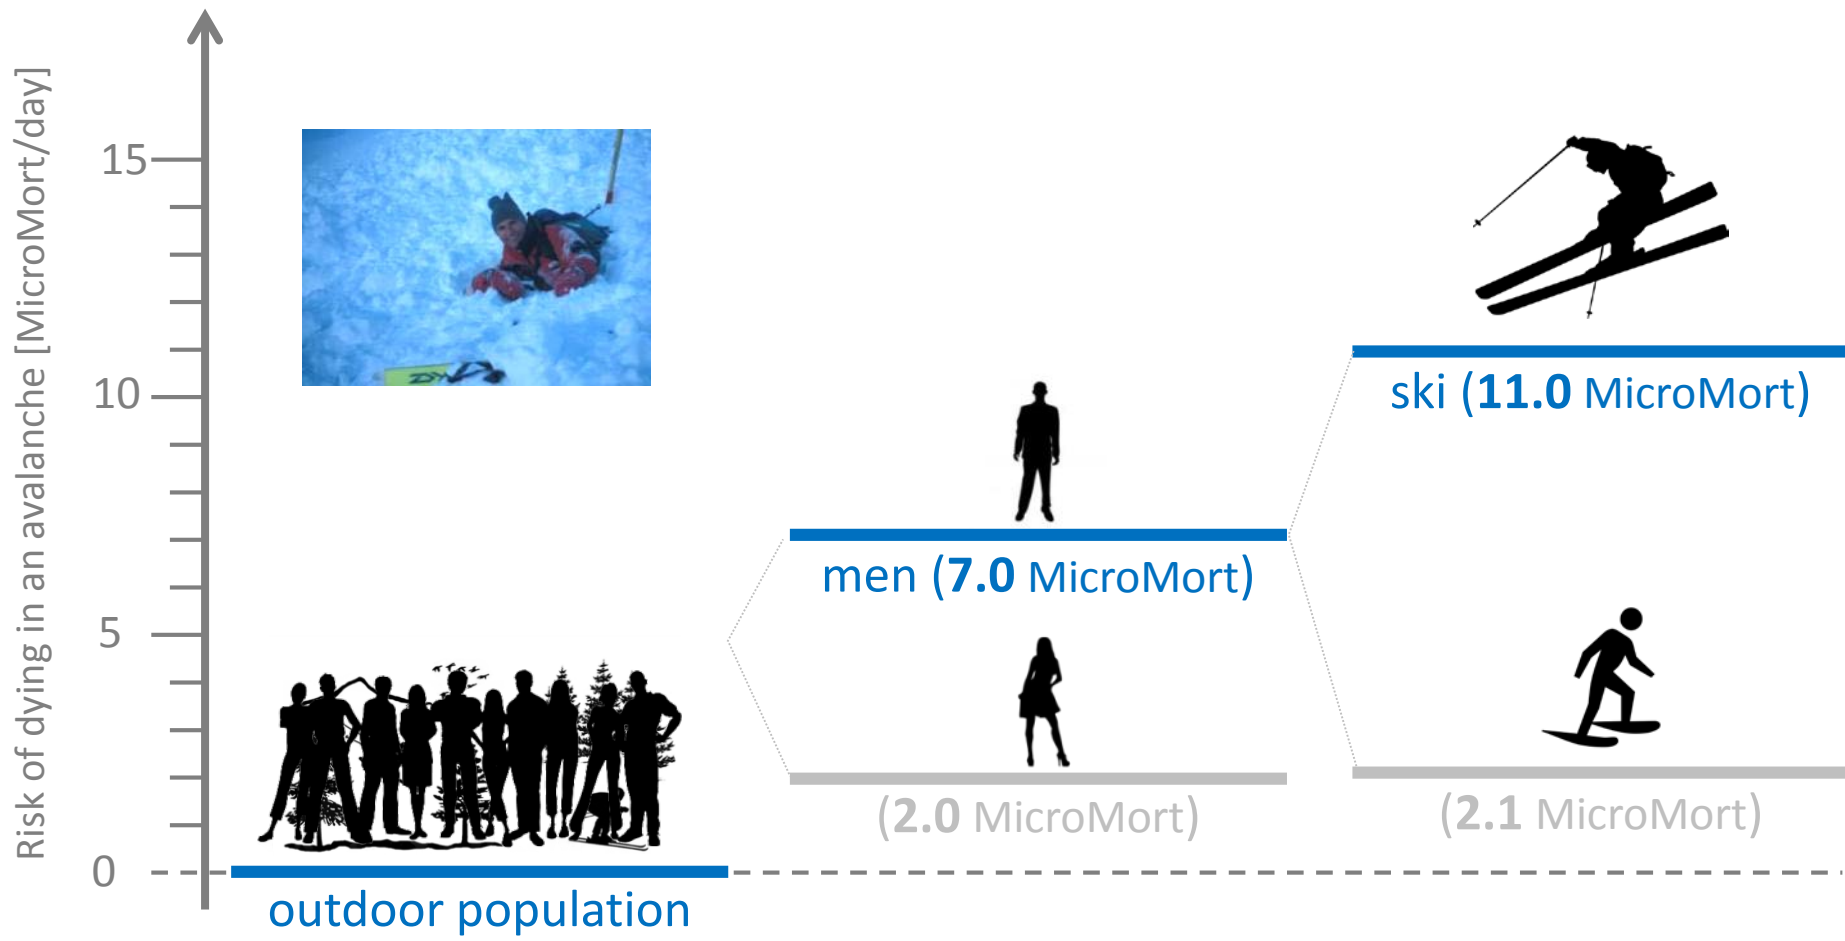 Risk of dying in an avalanche [MicroMort/day]
15
10
5
0
outdoor population
men (7.0 MicroMort)
(2.0 MicroMort)
ski (11.0 MicroMort)
(2.1 MicroMort)